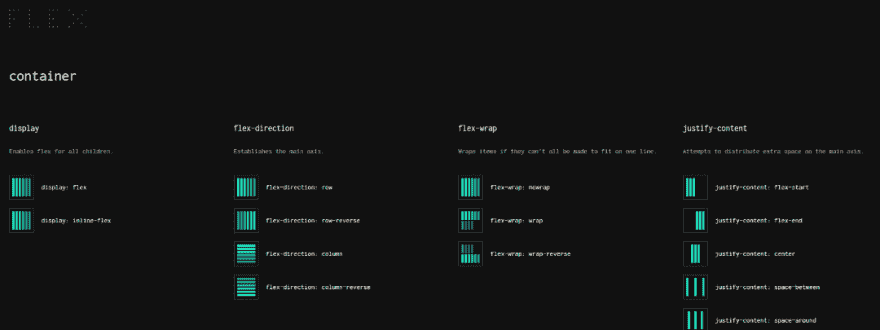 FLEX
container
display
Enables flex for all children.
display: flex
display: inline-flex
flex-direction
Establishes the main axis.
flex-direction: row
flex-direction: row-reverse
flex-direction: column
flex-direction: column-reverse
flex-wrap
Wraps items if they can't all be made to fit on one line.
flex-wrap: nowrap
flex-wrap: wrap
flex-wrap: wrap-reverse
justify-content
Attempts to distribute extra space on the main axis.
justify-content: flex-start
justify-content: flex-end
justify-content: center
justify-content: space-between
justify-content: space-around